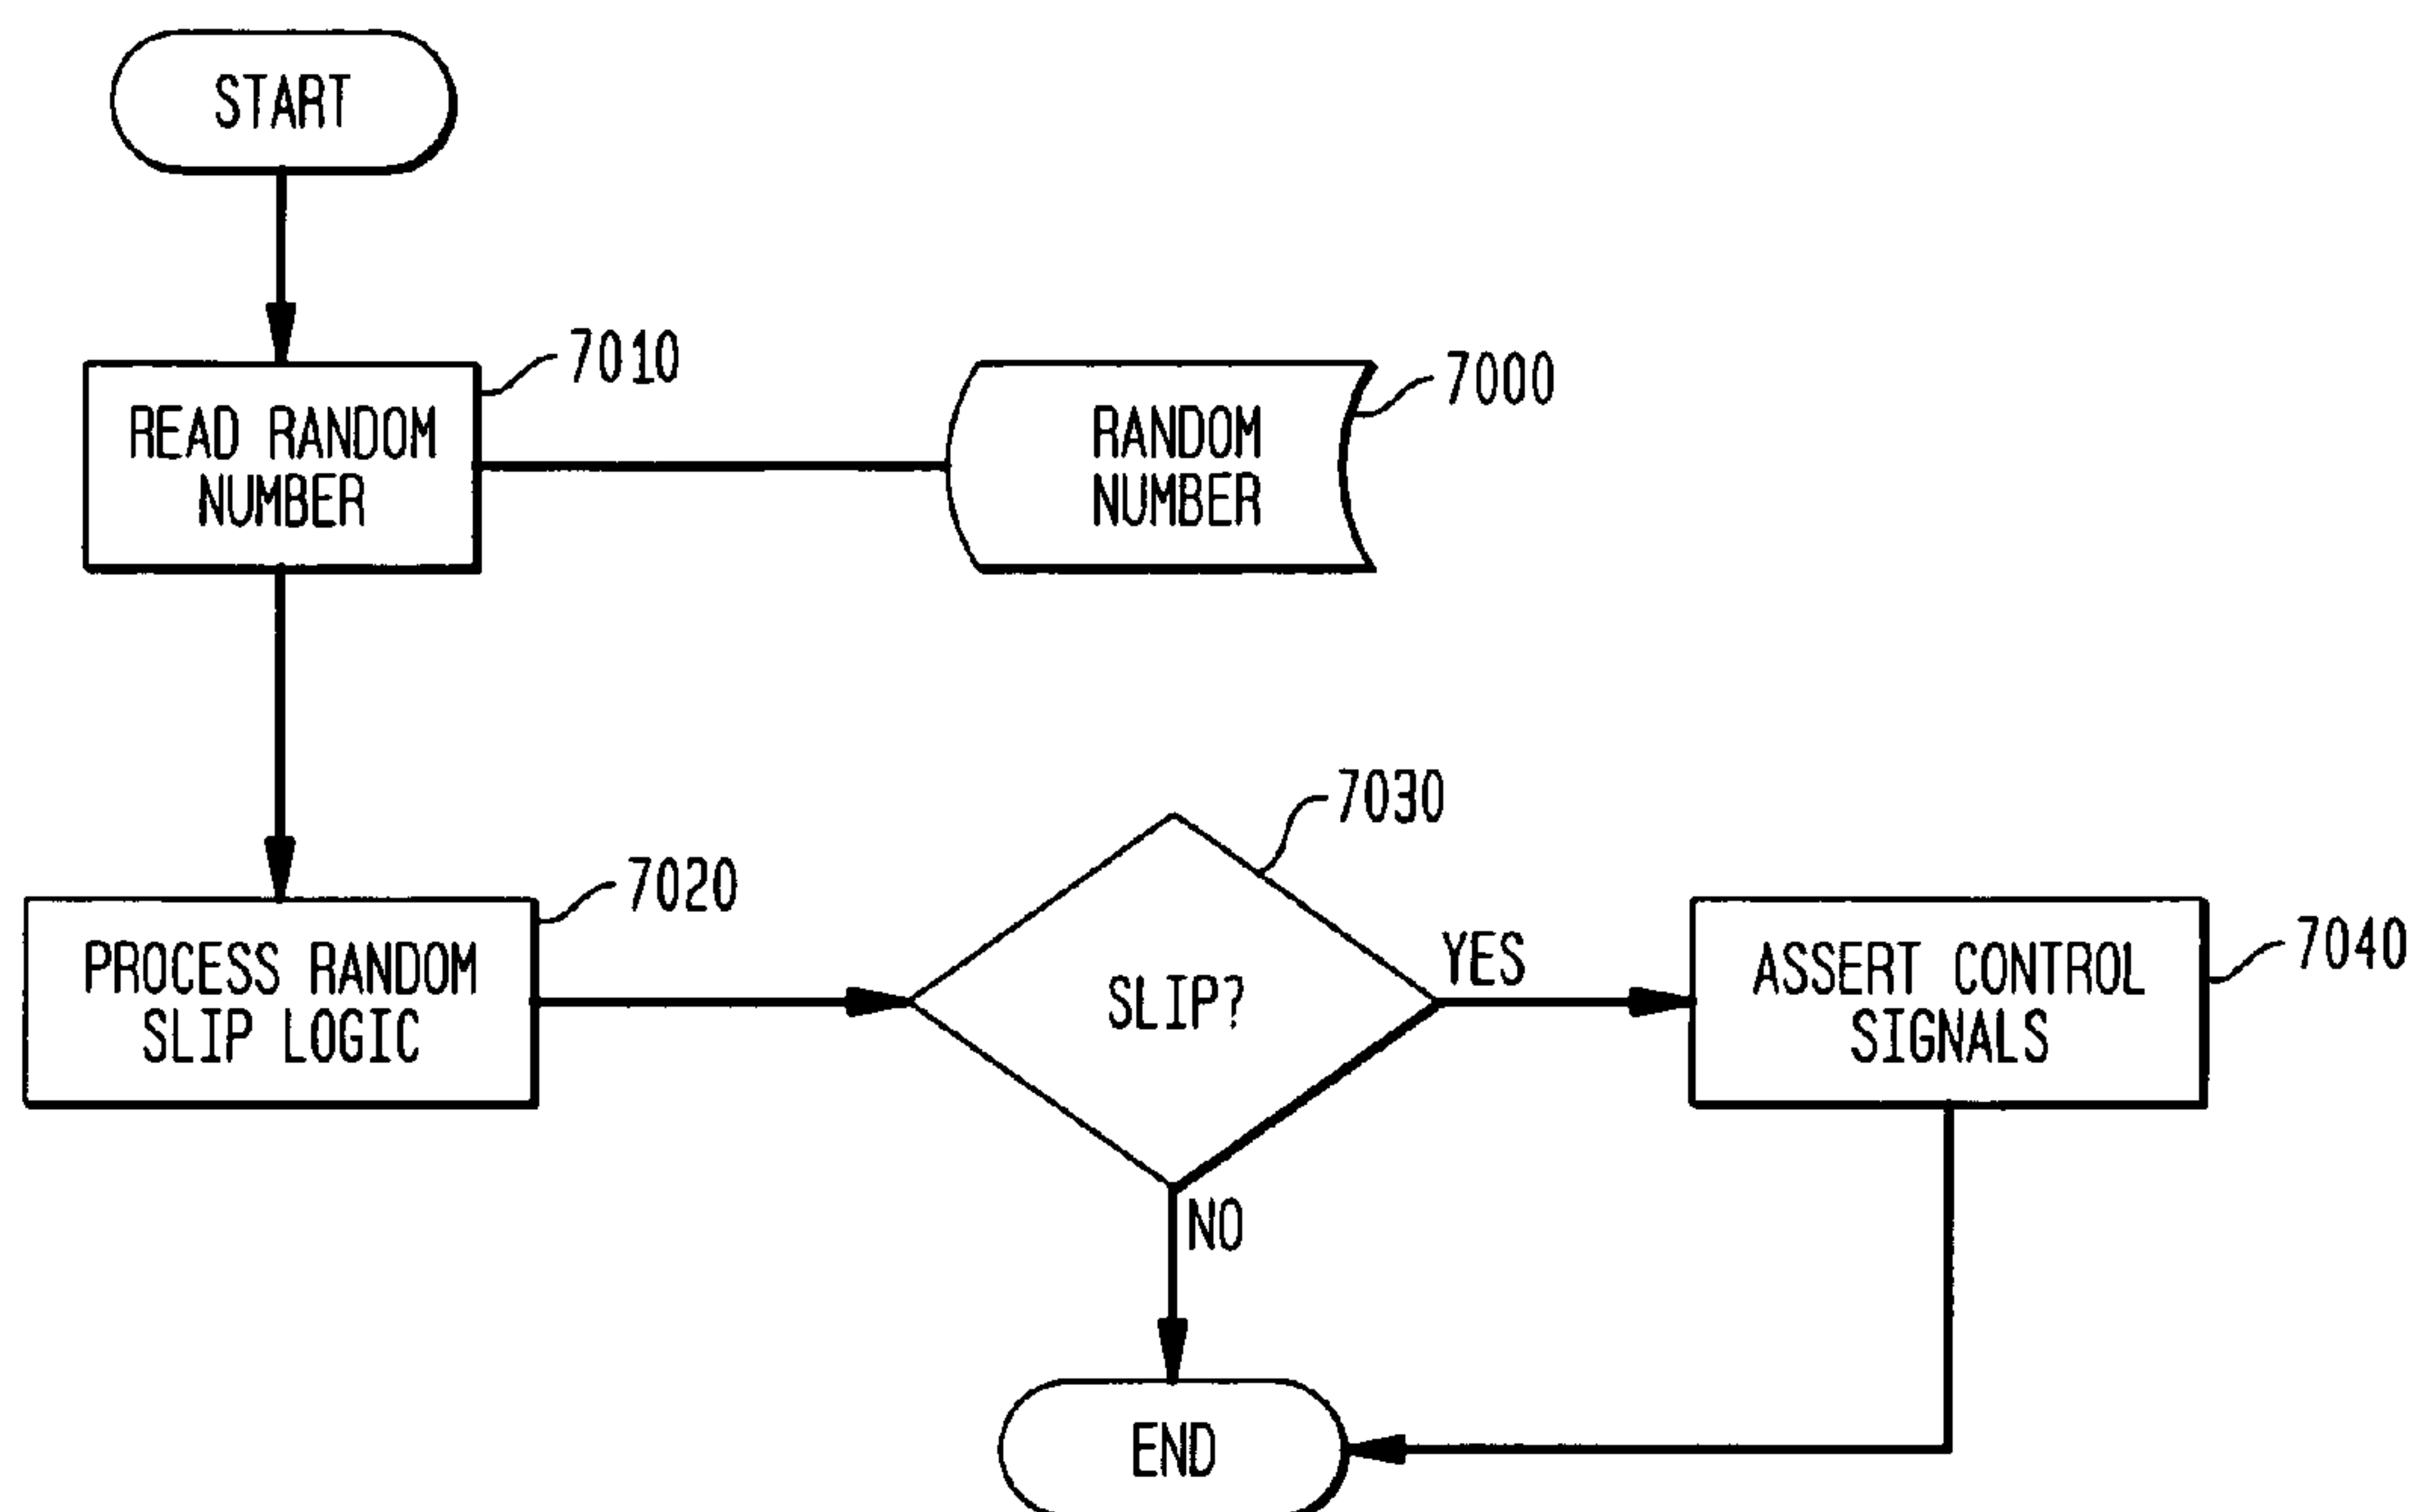 START
7010
READ RANDOM
NUMBER
7000
RANDOM
NUMBER
7020
PROCESS RANDOM
SLIP LOGIC
7030
SLIP?
YES
NO
7040
ASSERT CONTROL
SIGNALS
END